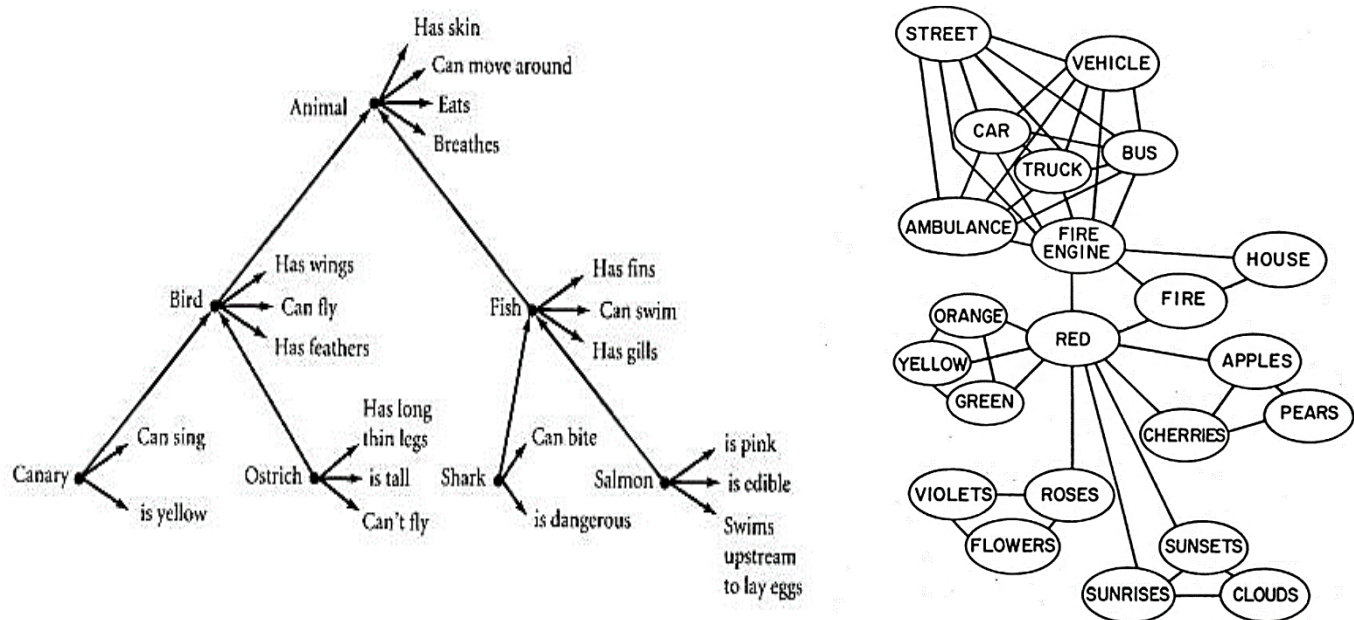 Has skin
Can move around
Animal
Eats
Breathes
Has wings
Bird
Can fly
Has feathers
Has fins
Fish
Can swim
Has gills
Can sing
Canary
is yellow
Has long
thin legs
Ostrich
is tall
Can't fly
Can bite
Shark
is dangerous
is pink
Salmon
is edible
Swims
upstream
to lay eggs
STREET
VEHICLE
CAR
BUS
TRUCK
AMBULANCE
FIRE
ENGINE
HOUSE
FIRE
ORANGE
RED
YELLOW
GREEN
APPLES
PEARS
CHERRIES
VIOLETS
ROSES
FLOWERS
SUNSETS
SUNRISES
CLOUDS